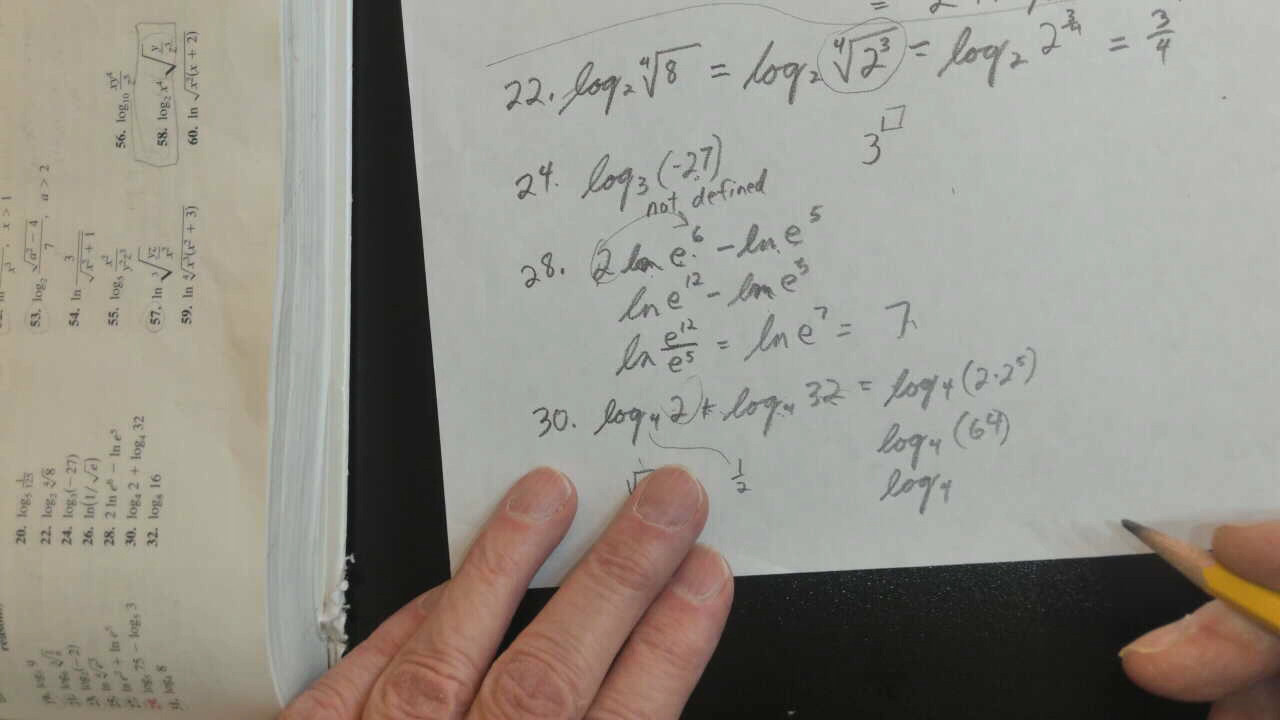 22. log₂ ⁴√8 = log₂ ⁴√2³ = log₂ 2^(3/4) = 3/4
3^□
24. log₃ (-27)
not defined
28. 2 ln e⁶ - ln e⁵
ln e¹² - ln e⁵
ln e¹²/e⁵ = ln e⁷ = 7
30. log₄ 2 + log₄ 32 = log₄ (2·2⁵)
log₄ (64)
1/2
log₄
x > 1
53. log₂ √(a² - 4)/7, a > 2
54. ln 3/√(x² + 1)
55. log₅ x²/y²z³
56. log₁₀ xy⁴/z⁵
58. log₂ x⁴ √(y/z³)
59. ln ⁴√(x³(x² + 3))
60. ln √(x²(x + 2))
20. log₅ 1/125
22. log₂ ⁴√8
24. log₃(-27)
26. ln(1/√e)
28. 2 ln e⁶ - ln e⁵
30. log₄ 2 + log₄ 32
32. log₈ 16
75 - log₅ 3